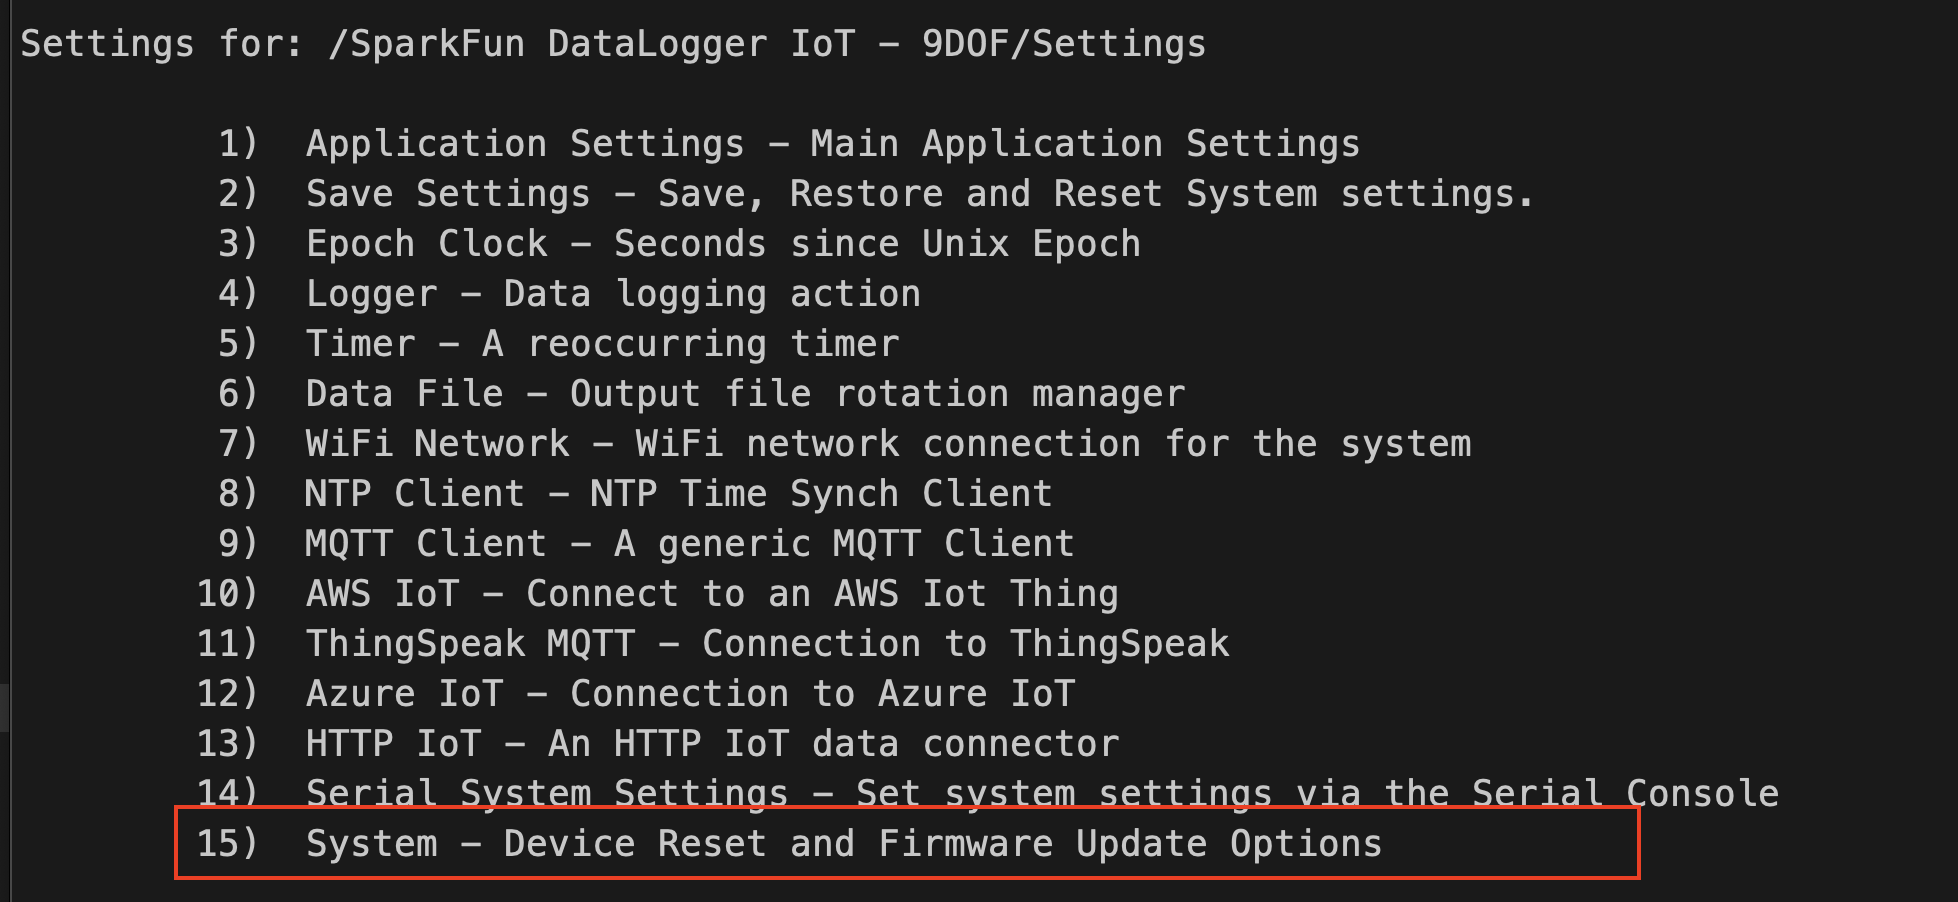 Settings for: /SparkFun DataLogger IoT – 9DOF/Settings
1) Application Settings – Main Application Settings
2) Save Settings – Save, Restore and Reset System settings.
3) Epoch Clock – Seconds since Unix Epoch
4) Logger – Data logging action
5) Timer – A reoccurring timer
6) Data File – Output file rotation manager
7) WiFi Network – WiFi network connection for the system
8) NTP Client – NTP Time Synch Client
9) MQTT Client – A generic MQTT Client
10) AWS IoT – Connect to an AWS Iot Thing
11) ThingSpeak MQTT – Connection to ThingSpeak
12) Azure IoT – Connection to Azure IoT
13) HTTP IoT – An HTTP IoT data connector
14) Serial System Settings – Set system settings via the Serial Console
15) System – Device Reset and Firmware Update Options